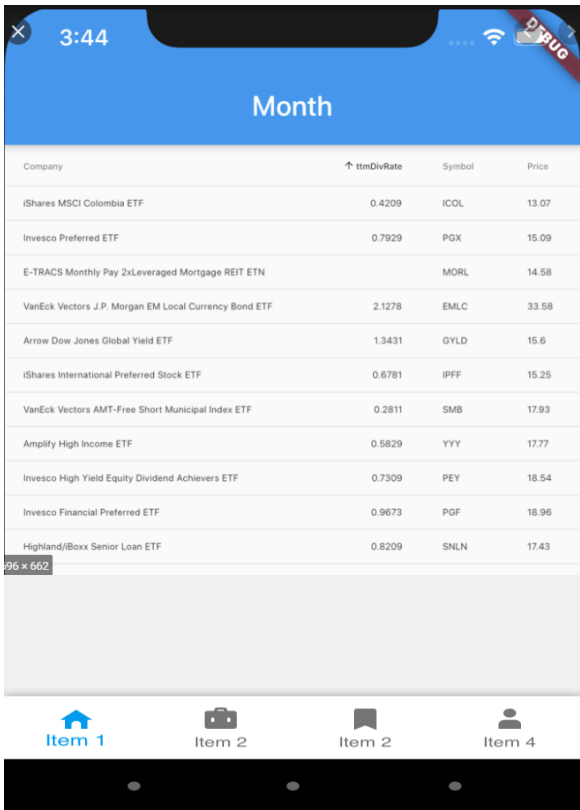 3:44
DEBUG
Month
Company ↑ ttmDivRate Symbol Price
iShares MSCI Colombia ETF 0.4209 ICOL 13.07
Invesco Preferred ETF 0.7929 PGX 15.09
E-TRACS Monthly Pay 2xLeveraged Mortgage REIT ETN MORL 14.58
VanEck Vectors J.P. Morgan EM Local Currency Bond ETF 2.1278 EMLC 33.58
Arrow Dow Jones Global Yield ETF 1.3431 GYLD 15.6
iShares International Preferred Stock ETF 0.6781 IPFF 15.25
VanEck Vectors AMT-Free Short Municipal Index ETF 0.2811 SMB 17.93
Amplify High Income ETF 0.5829 YYY 17.77
Invesco High Yield Equity Dividend Achievers ETF 0.7309 PEY 18.54
Invesco Financial Preferred ETF 0.9673 PGF 18.96
Highland/iBoxx Senior Loan ETF 0.8209 SNLN 17.43
96 × 662
Item 1 Item 2 Item 2 Item 4